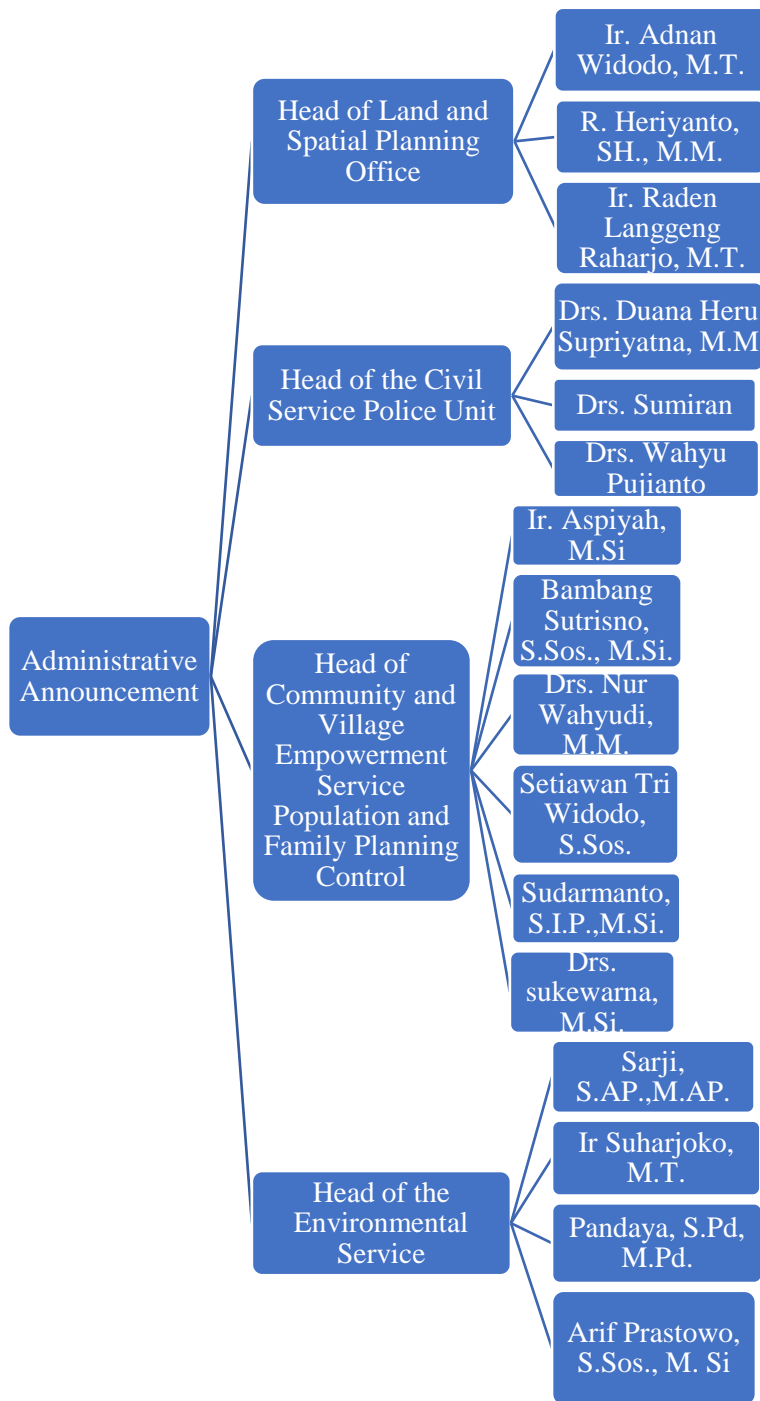 Administrative
Announcement
Head of Land and
Spatial Planning
Office
Ir. Adnan
Widodo, M.T.
R. Heriyanto,
SH., M.M.
Ir. Raden
Langgeng
Raharjo, M.T.
Head of the Civil
Service Police Unit
Drs. Duana Heru
Supriyatna, M.M
Drs. Sumiran
Drs. Wahyu
Pujianto
Head of
Community and
Village
Empowerment
Service
Population and
Family Planning
Control
Ir. Aspiyah,
M.Si
Bambang
Sutrisno,
S.Sos., M.Si.
Drs. Nur
Wahyudi,
M.M.
Setiawan Tri
Widodo,
S.Sos.
Sudarmanto,
S.I.P.,M.Si.
Drs.
sukewarna,
M.Si.
Head of the
Environmental
Service
Sarji,
S.AP.,M.AP.
Ir Suharjoko,
M.T.
Pandaya, S.Pd,
M.Pd.
Arif Prastowo,
S.Sos., M. Si